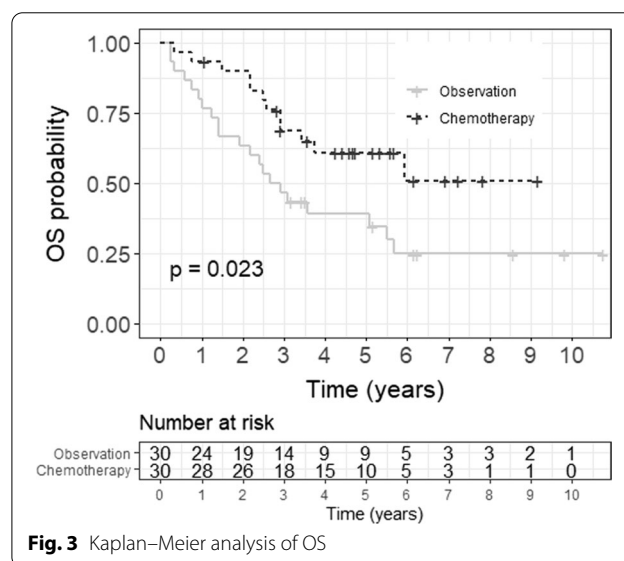 1.00
0.75
0.50
0.25
0.00
OS probability
Observation
Chemotherapy
p = 0.023
0 1 2 3 4 5 6 7 8 9 10
Time (years)
Number at risk
Observation 30 24 19 14 9 9 5 3 3 2 1
Chemotherapy 30 28 26 18 15 10 5 3 1 1 0
0 1 2 3 4 5 6 7 8 9 10
Time (years)
Fig. 3 Kaplan–Meier analysis of OS